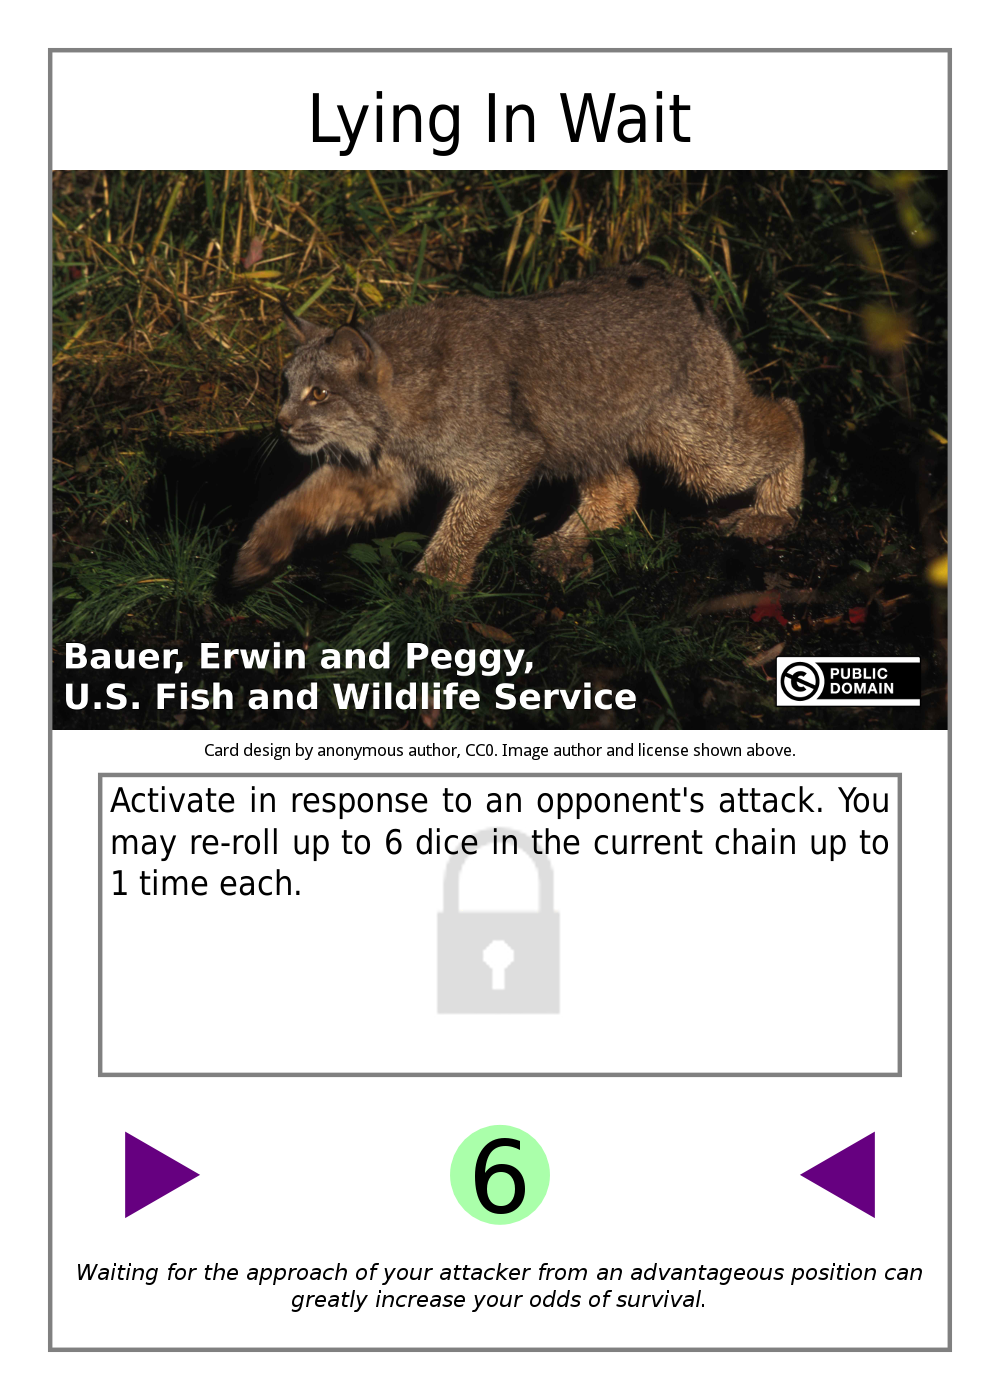 Lying In Wait
Bauer, Erwin and Peggy,
U.S. Fish and Wildlife Service
PUBLIC
DOMAIN
Card design by anonymous author, CC0. Image author and license shown above.
Activate in response to an opponent's attack. You
may re-roll up to 6 dice in the current chain up to
1 time each.
6
Waiting for the approach of your attacker from an advantageous position can
greatly increase your odds of survival.